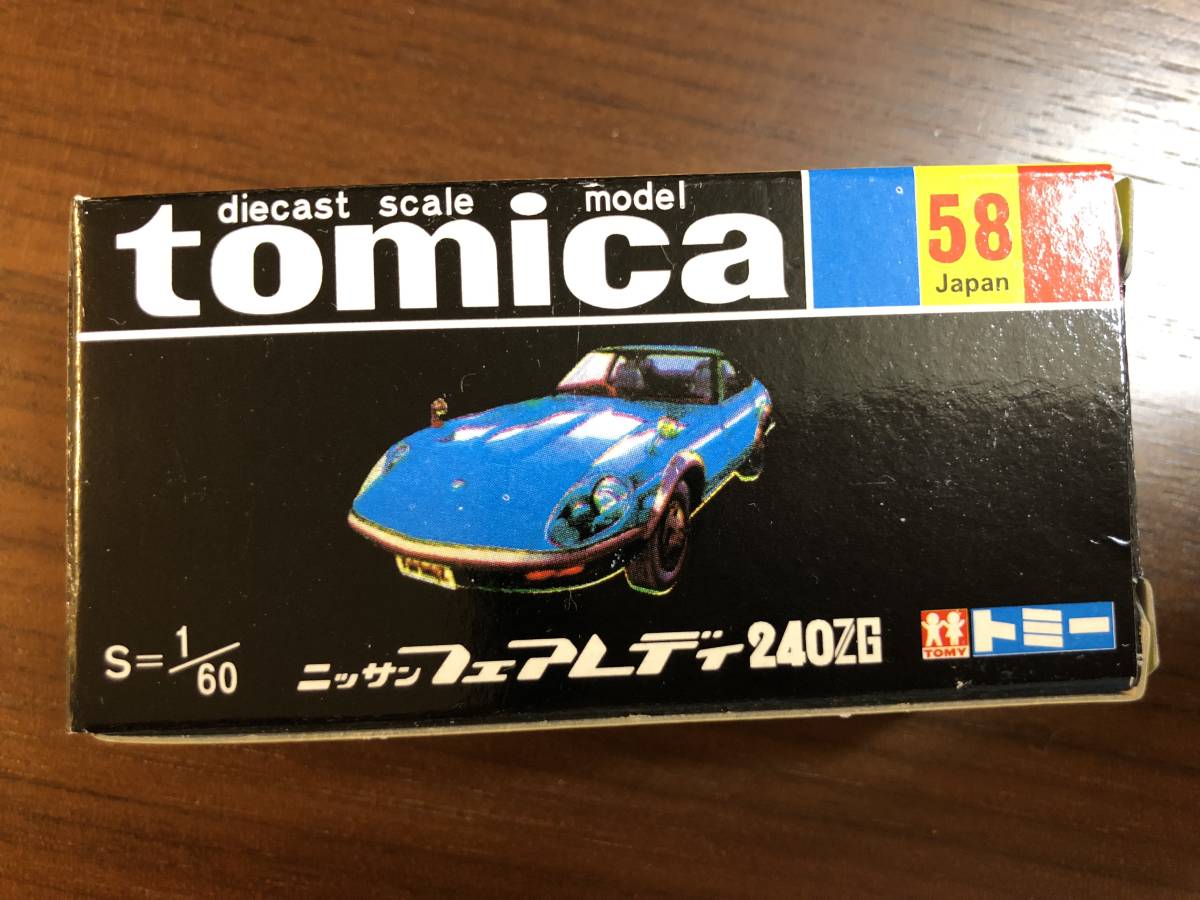 diecast scale model
tomica
58
Japan
S=1/60
ニッサンフェアレディ240ZG
TOMY
トミー